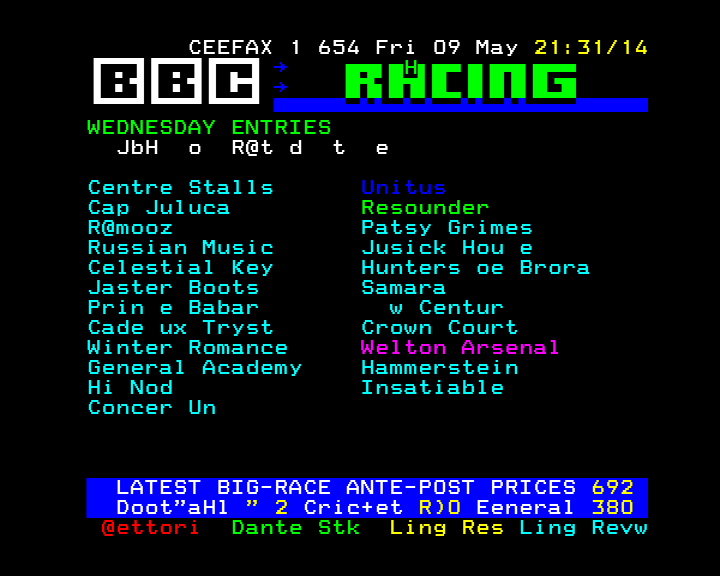 CEEFAX 1 654 Fri 09 May 21:31/14
BBC RACING
H
WEDNESDAY ENTRIES
JbH o R@t d t e
Centre Stalls Unitus
Cap Juluca Resounder
R@mooz Patsy Grimes
Russian Music Jusick Hou e
Celestial Key Hunters oe Brora
Jaster Boots Samara
Prin e Babar w Centur
Cade ux Tryst Crown Court
Winter Romance Welton Arsenal
General Academy Hammerstein
Hi Nod Insatiable
Concer Un
LATEST BIG-RACE ANTE-POST PRICES 692
Doot"aHl " 2 Cric+et R)0 Eeneral 380
@ettori Dante Stk Ling Res Ling Revw